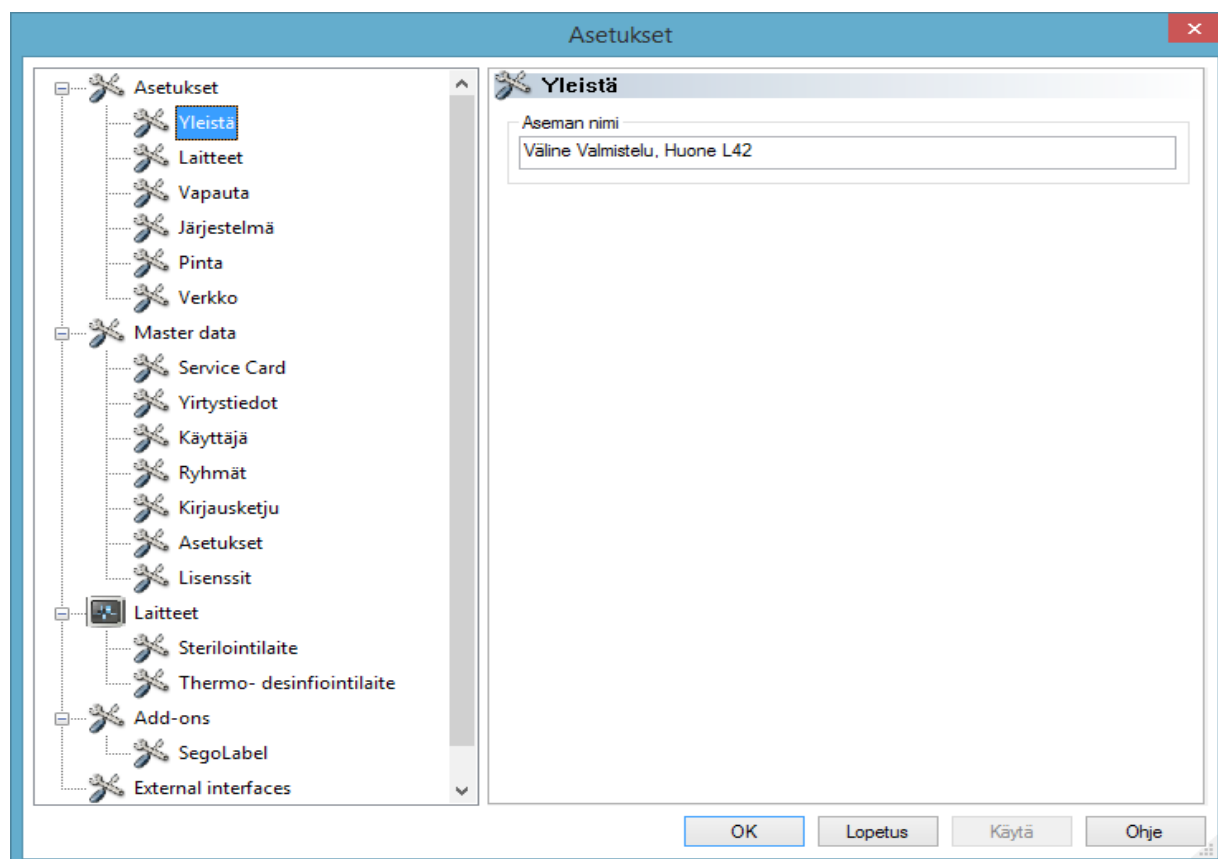 Asetukset
Asetukset
Yleistä
Laitteet
Vapauta
Järjestelmä
Pinta
Verkko
Master data
Service Card
Yirtystiedot
Käyttäjä
Ryhmät
Kirjausketju
Asetukset
Lisenssit
Laitteet
Sterilointilaite
Thermo- desinfiointilaite
Add-ons
SegoLabel
External interfaces
Yleistä
Aseman nimi
Väline Valmistelu, Huone L42
OK Lopetus Käytä Ohje